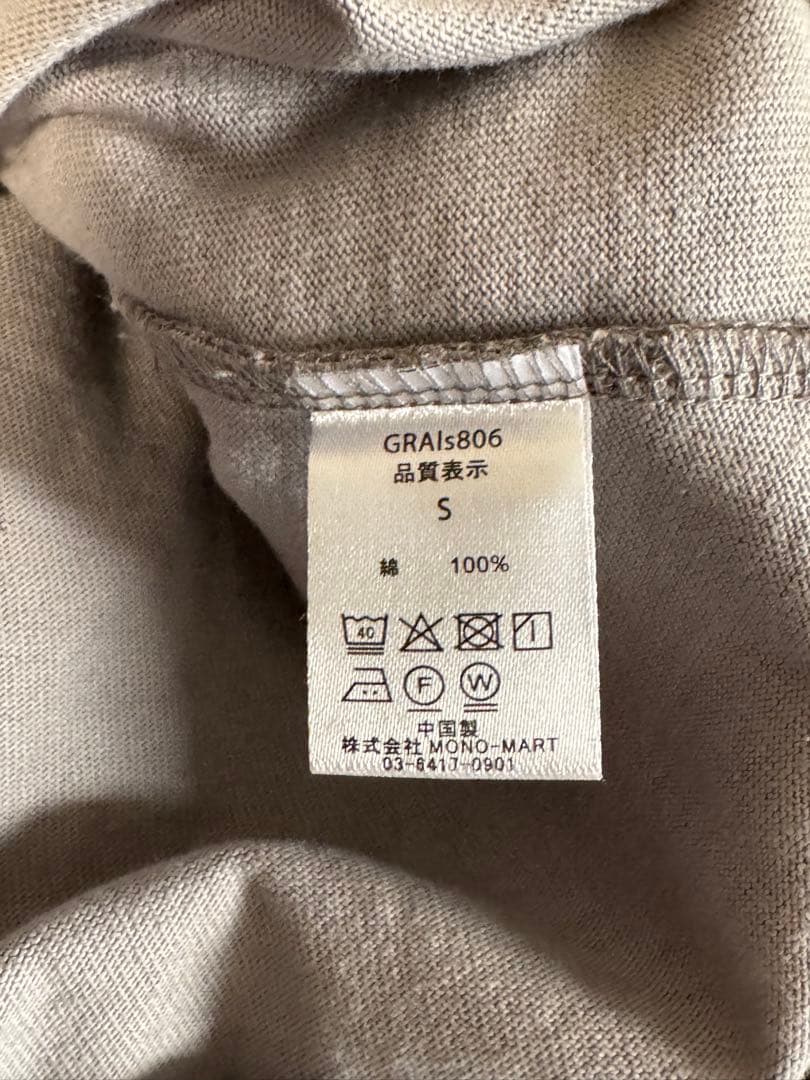 GRAls806
品質表示
S
綿 100%
40
F W
中国製
株式会社 MONO-MART
03-6417-0901